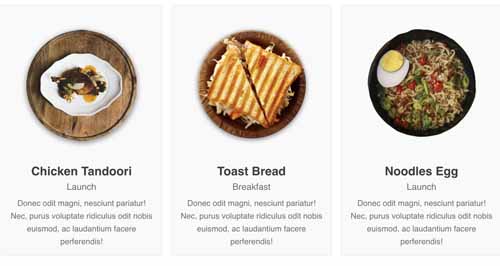 Chicken Tandoori
Launch
Donec odit magni, nesciunt pariatur!
Nec, purus voluptate ridiculus odit nobis
euismod, ac laudantium facere
perferendis!
Toast Bread
Breakfast
Donec odit magni, nesciunt pariatur!
Nec, purus voluptate ridiculus odit nobis
euismod, ac laudantium facere
perferendis!
Noodles Egg
Launch
Donec odit magni, nesciunt pariatur!
Nec, purus voluptate ridiculus odit nobis
euismod, ac laudantium facere
perferendis!